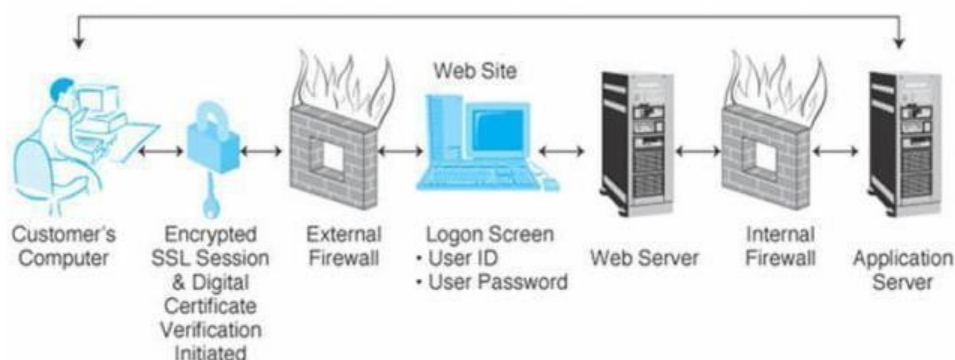 Web Site
Customer's
Computer
Encrypted
SSL Session
& Digital
Certificate
Verification
Initiated
External
Firewall
Logon Screen
• User ID
• User Password
Web Server
Internal
Firewall
Application
Server